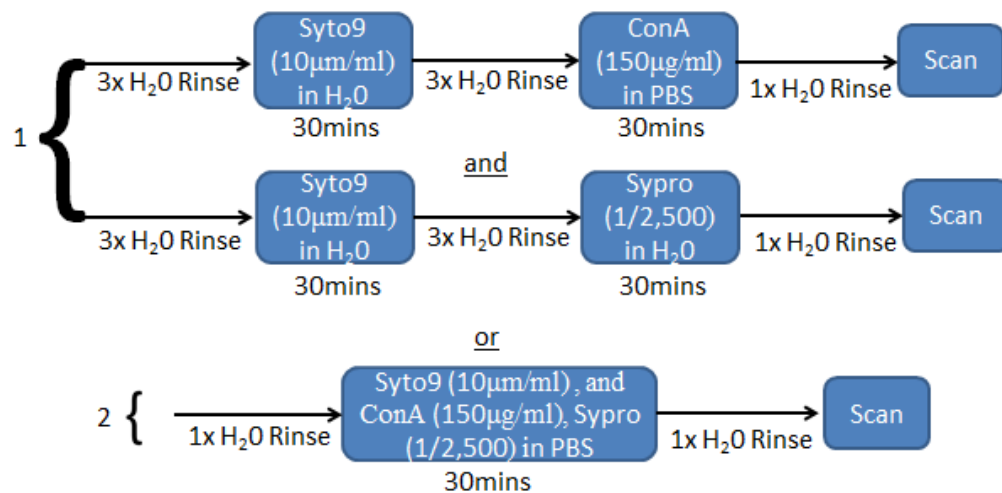 1
3x H₂0 Rinse
Syto9
(10µm/ml)
in H₂0
30mins
3x H₂0 Rinse
ConA
(150µg/ml)
in PBS
30mins
1x H₂0 Rinse
Scan
and
3x H₂0 Rinse
Syto9
(10µm/ml)
in H₂0
30mins
3x H₂0 Rinse
Sypro
(1/2,500)
in H₂0
30mins
1x H₂0 Rinse
Scan
or
2
1x H₂0 Rinse
Syto9 (10µm/ml) , and
ConA (150µg/ml), Sypro
(1/2,500) in PBS
30mins
1x H₂0 Rinse
Scan